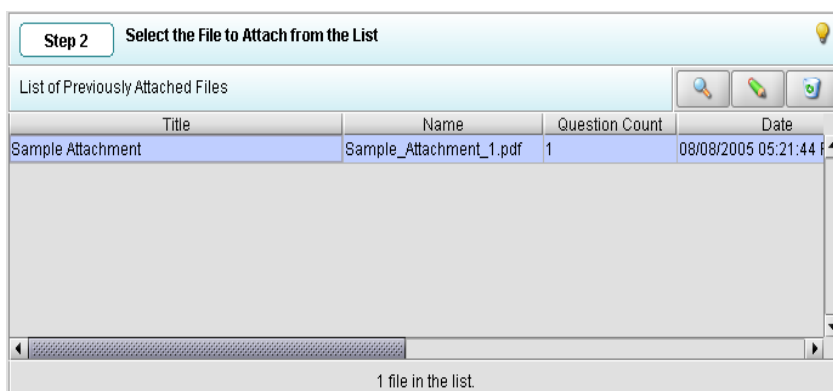 Step 2 Select the File to Attach from the List
List of Previously Attached Files
Title Name Question Count Date
Sample Attachment Sample_Attachment_1.pdf 1 08/08/2005 05:21:44
1 file in the list.